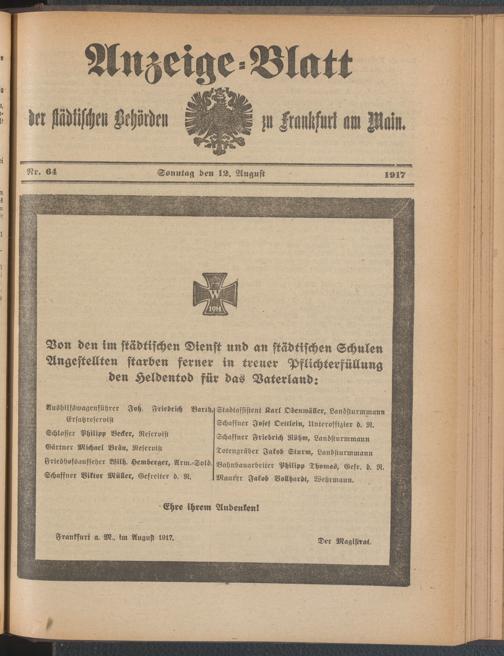 Anzeige-Blatt
der städtischen Behörden zu Frankfurt am Main.
Nr. 64 Sonntag den 12. August 1917
W
1914
Von den im städtischen Dienst und an städtischen Schulen
Angestellten starben ferner in treuer Pflichterfüllung
den Heldentod für das Vaterland:
Aushilfswagenführer Joh. Friedrich Barth,
Ersatzreservist
Schlosser Philipp Becker, Reservist
Gärtner Michael Brün, Reservist
Friedhofsaufseher Wilh. Hemberger, Arm.-Sold.
Schaffner Viktor Müller, Gefreiter d. R.
Stadtassistent Karl Odenwäller, Landsturmmann
Schaffner Josef Oeitlein, Unteroffizier d. R.
Schaffner Friedrich Röhm, Landsturmmann
Totengräber Jakob Sturm, Landsturmmann
Bahnbauarbeiter Philipp Thomas, Gefr. d. R.
Maurer Jakob Vollhardt, Wehrmann.
Ehre ihrem Andenken!
Frankfurt a. M., im August 1917. Der Magistrat.